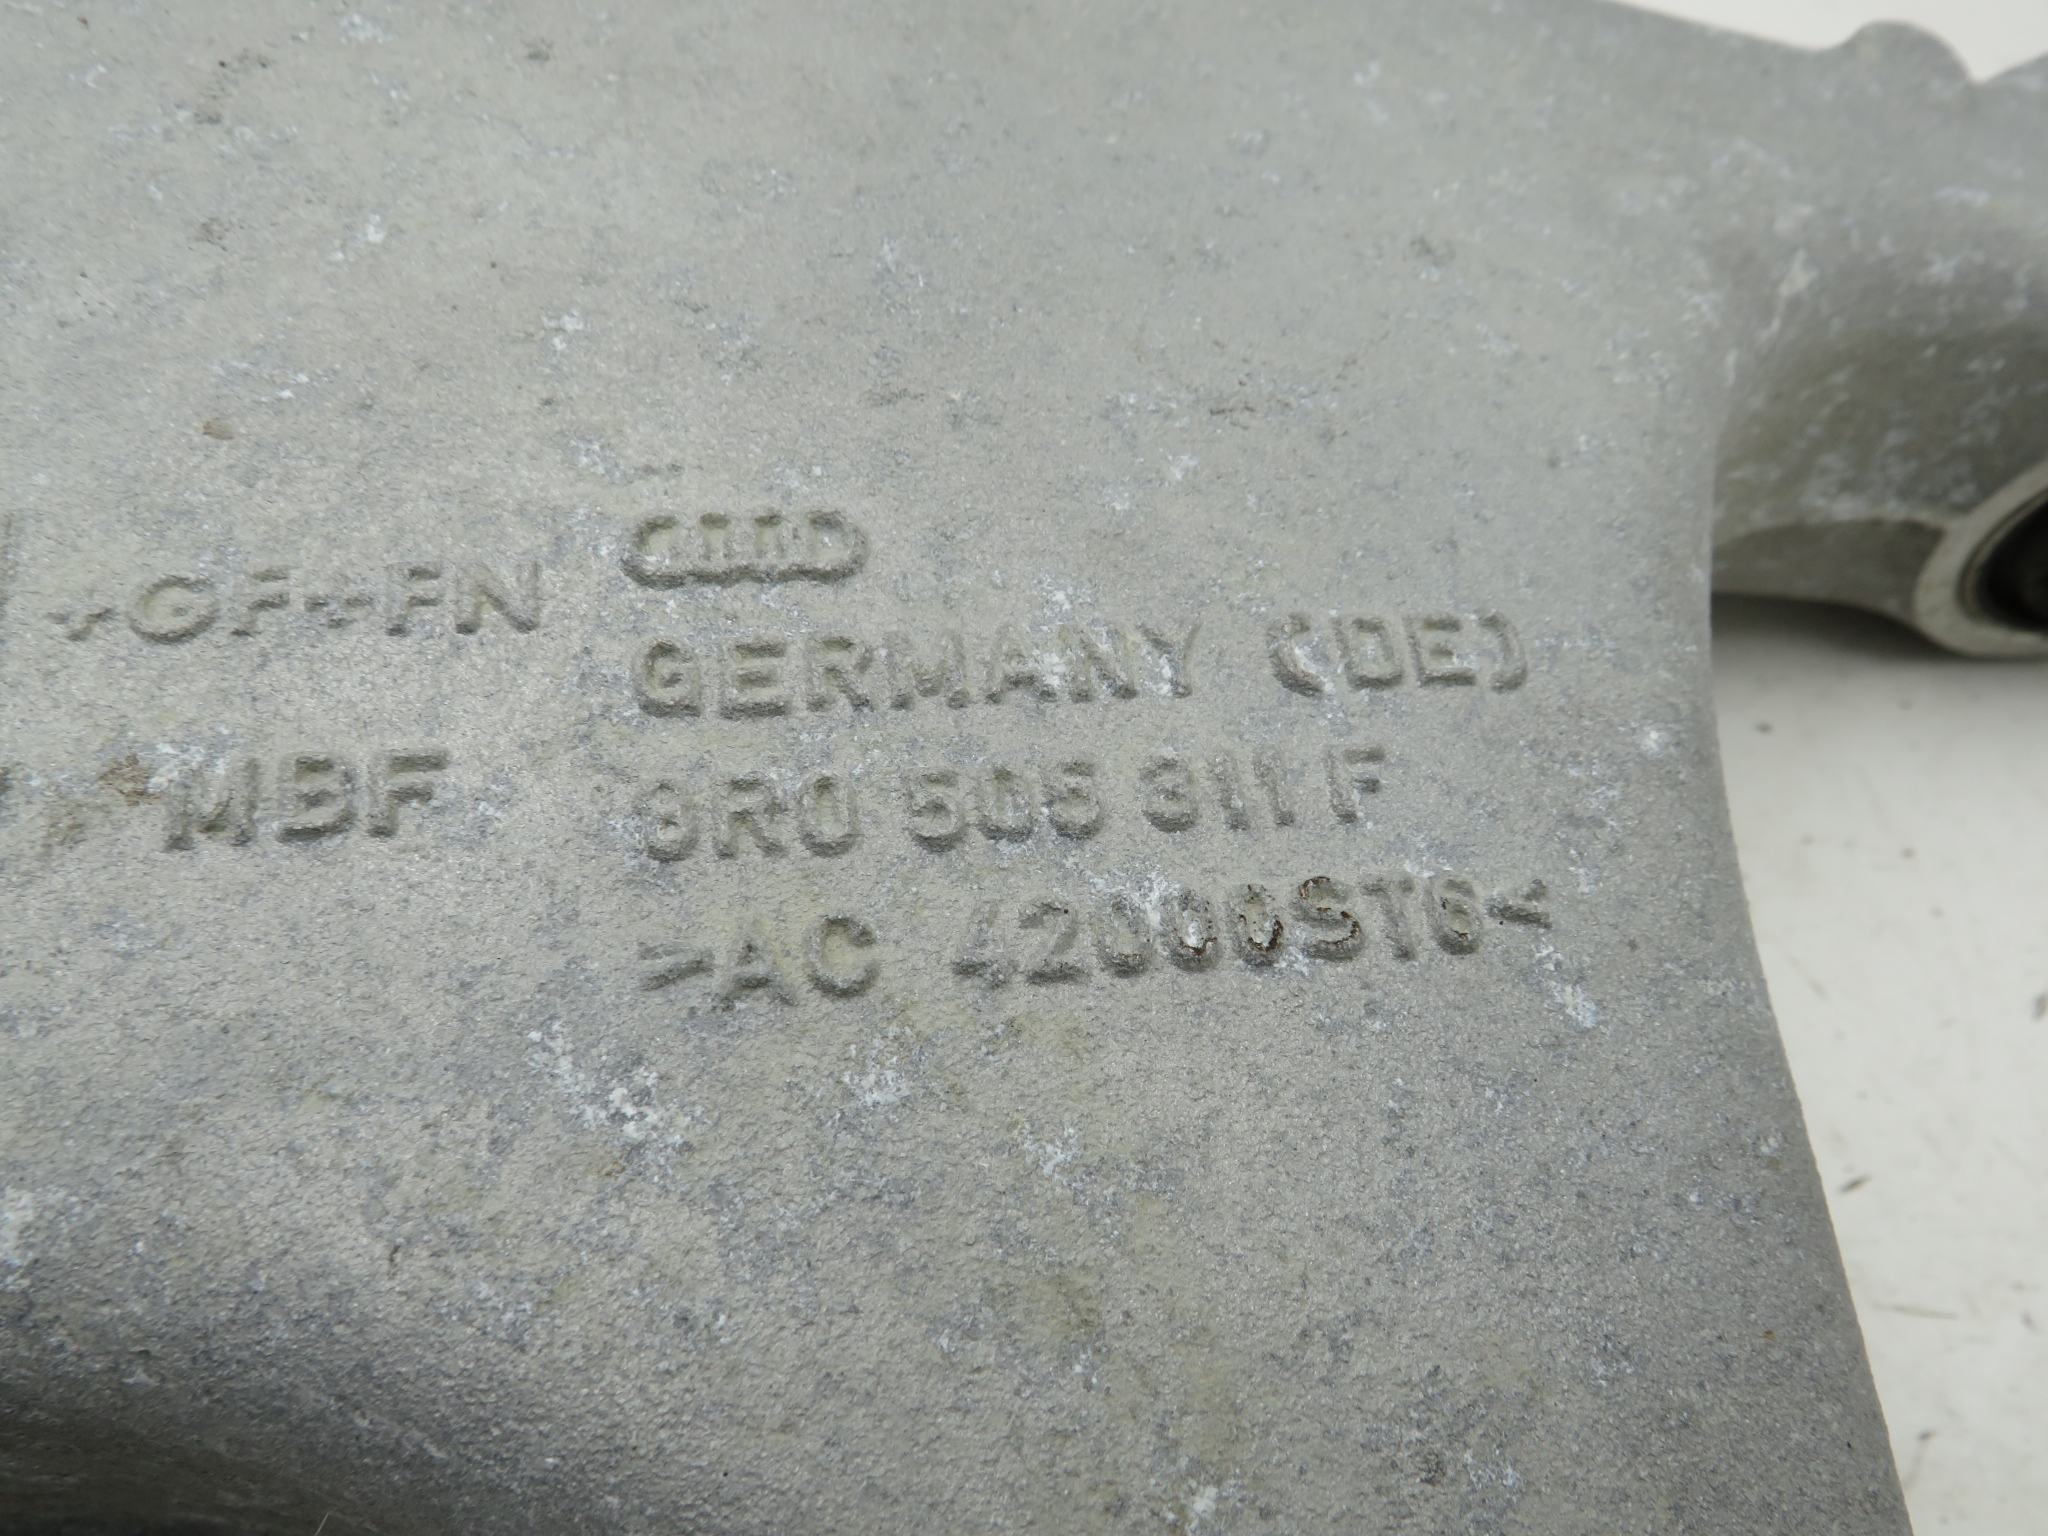 +GF+FN
GERMANY (DE)
MBF
8R0 505 311 F
>AC 42000ST6<